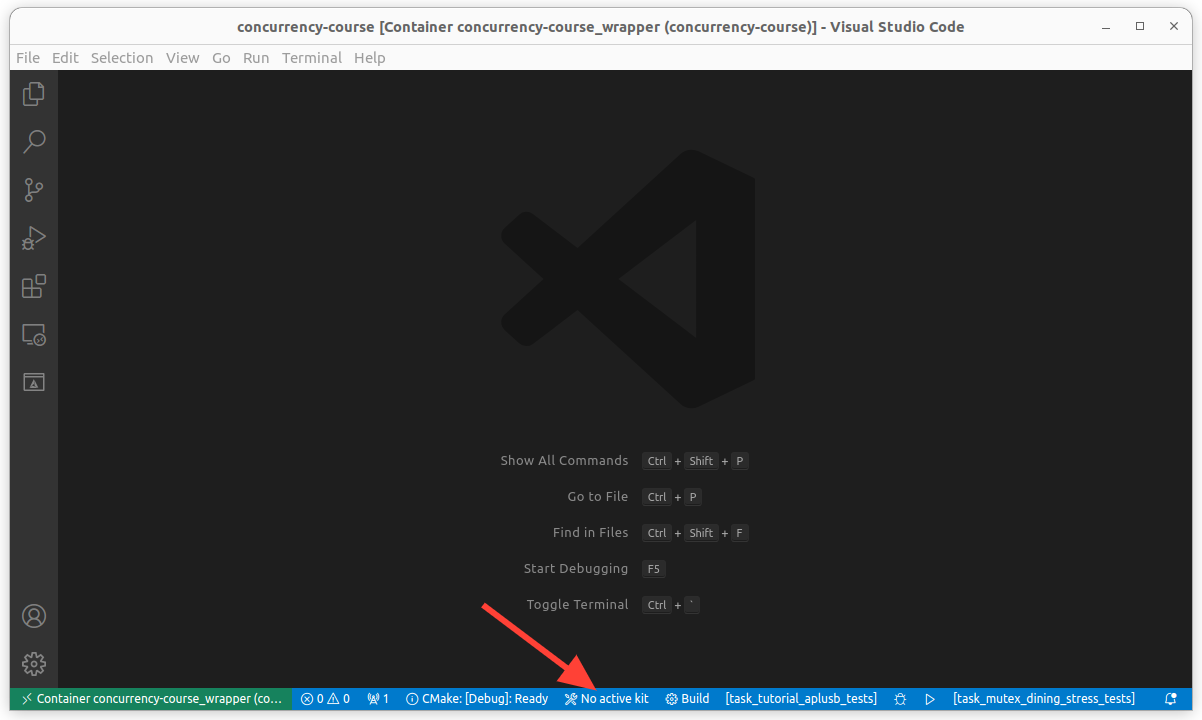 concurrency-course [Container concurrency-course_wrapper (concurrency-course)] - Visual Studio Code
File Edit Selection View Go Run Terminal Help
Show All Commands Ctrl + Shift + P
Go to File Ctrl + P
Find in Files Ctrl + Shift + F
Start Debugging F5
Toggle Terminal Ctrl + `
Container concurrency-course_wrapper (co... 0 0 1 CMake: [Debug]: Ready No active kit Build [task_tutorial_aplusb_tests] [task_mutex_dining_stress_tests]